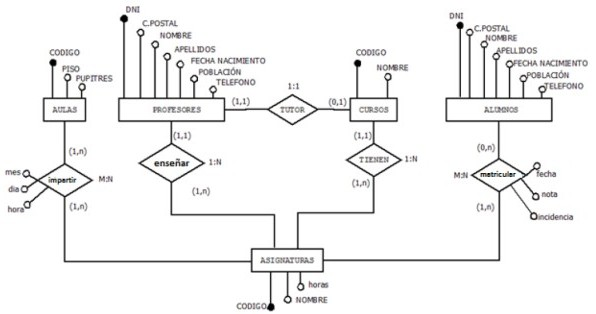 DNI
C.POSTAL
NOMBRE
APELLIDOS
FECHA NACIMIENTO
POBLACIÓN
TELEFONO
CODIGO
PISO
PUPITRES
CODIGO
NOMBRE
DNI
C.POSTAL
NOMBRE
APELLIDOS
FECHA NACIMIENTO
POBLACIÓN
TELEFONO
AULAS
PROFESORES
(1,1)
1:1
TUTOR
(0,1)
CURSOS
ALUMNOS
(1,n)
(1,1)
(1,1)
(0,n)
mes
dia
hora
impartir
M:N
(1,n)
enseñar
1:N
(1,n)
TIENEN
1:N
(1,n)
M:N
matricular
fecha
nota
incidencia
(1,n)
ASIGNATURAS
horas
NOMBRE
CODIGO